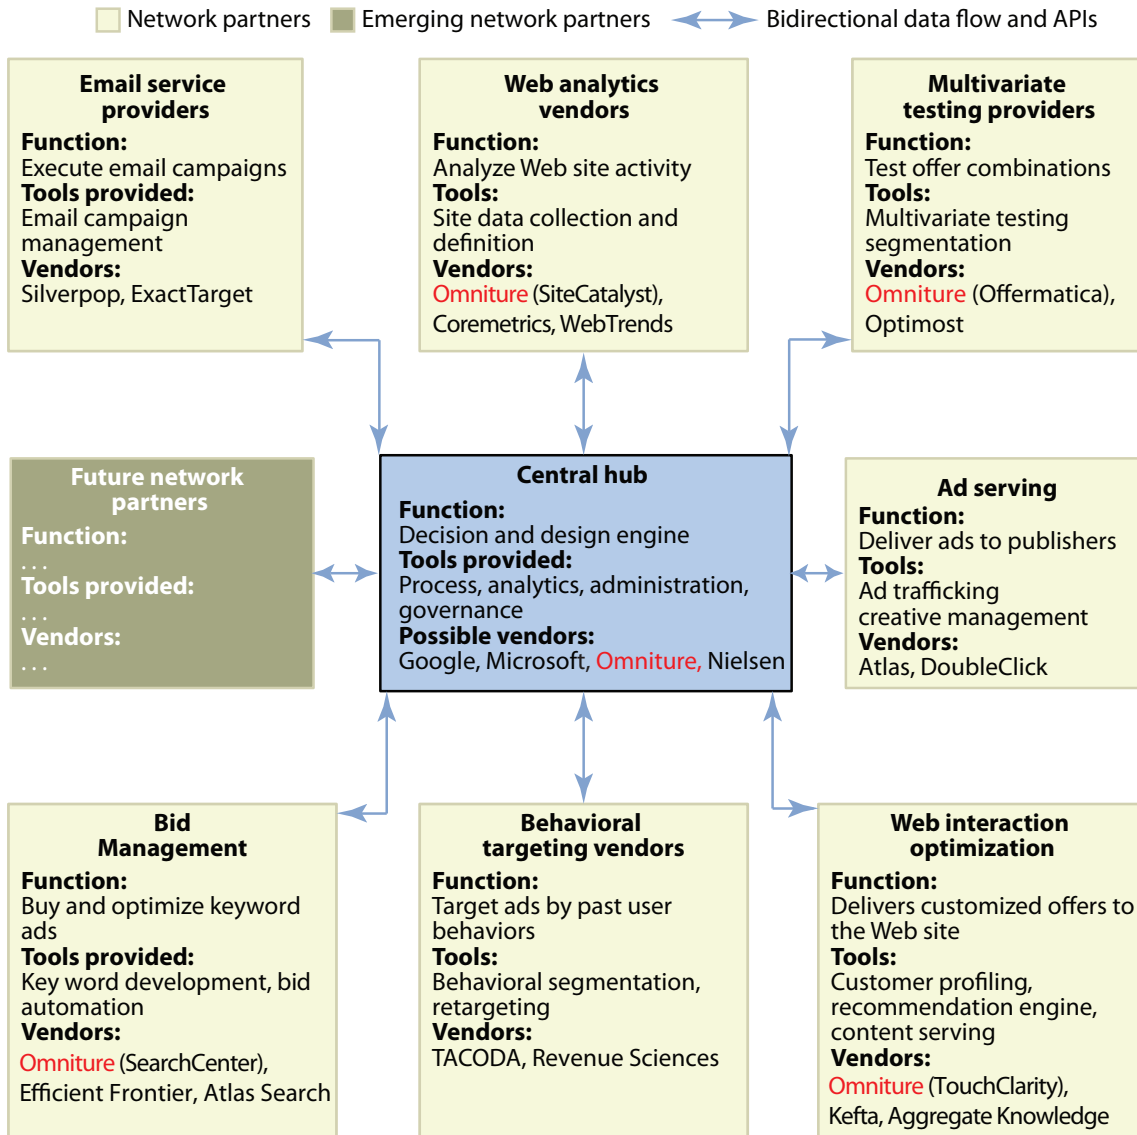 Network partners
Emerging network partners
Bidirectional data flow and APIs
Email service
providers
Function:
Execute email campaigns
Tools provided:
Email campaign
management
Vendors:
Silverpop, ExactTarget
Web analytics
vendors
Function:
Analyze Web site activity
Tools:
Site data collection and
definition
Vendors:
Omniture (SiteCatalyst),
Coremetrics, WebTrends
Multivariate
testing providers
Function:
Test offer combinations
Tools:
Multivariate testing
segmentation
Vendors:
Omniture (Offermatica),
Optimost
Future network
partners
Function:
. . .
Tools provided:
. . .
Vendors:
. . .
Central hub
Function:
Decision and design engine
Tools provided:
Process, analytics, administration,
governance
Possible vendors:
Google, Microsoft, Omniture, Nielsen
Ad serving
Function:
Deliver ads to publishers
Tools:
Ad trafficking
creative management
Vendors:
Atlas, DoubleClick
Bid
Management
Function:
Buy and optimize keyword
ads
Tools provided:
Key word development, bid
automation
Vendors:
Omniture (SearchCenter),
Efficient Frontier, Atlas Search
Behavioral
targeting vendors
Function:
Target ads by past user
behaviors
Tools:
Behavioral segmentation,
retargeting
Vendors:
TACODA, Revenue Sciences
Web interaction
optimization
Function:
Delivers customized offers to
the Web site
Tools:
Customer profiling,
recommendation engine,
content serving
Vendors:
Omniture (TouchClarity),
Kefta, Aggregate Knowledge